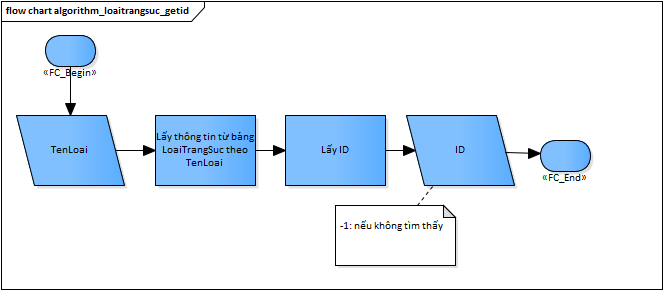 flow chart algorithm_loaitrangsuc_getid
«FC_Begin»
TenLoai
Lấy thông tin từ bảng
LoaiTrangSuc theo
TenLoai
Lấy ID
ID
«FC_End»
-1: nếu không tìm thấy